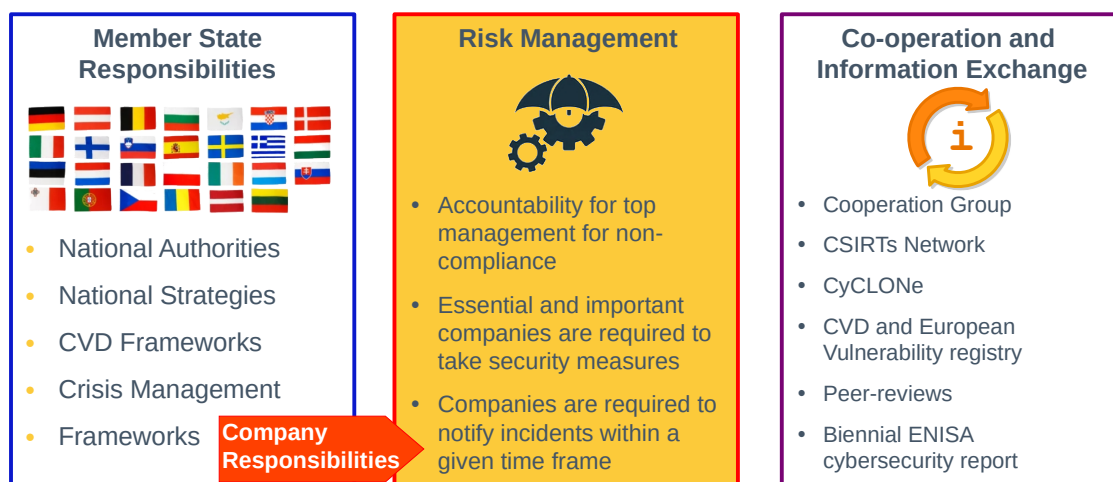 Member State
Responsibilities
• National Authorities
• National Strategies
• CVD Frameworks
• Crisis Management
• Frameworks
Company
Responsibilities
Risk Management
• Accountability for top
management for non-
compliance
• Essential and important
companies are required to
take security measures
• Companies are required to
notify incidents within a
given time frame
Co-operation and
Information Exchange
i
• Cooperation Group
• CSIRTs Network
• CyCLONe
• CVD and European
Vulnerability registry
• Peer-reviews
• Biennial ENISA
cybersecurity report